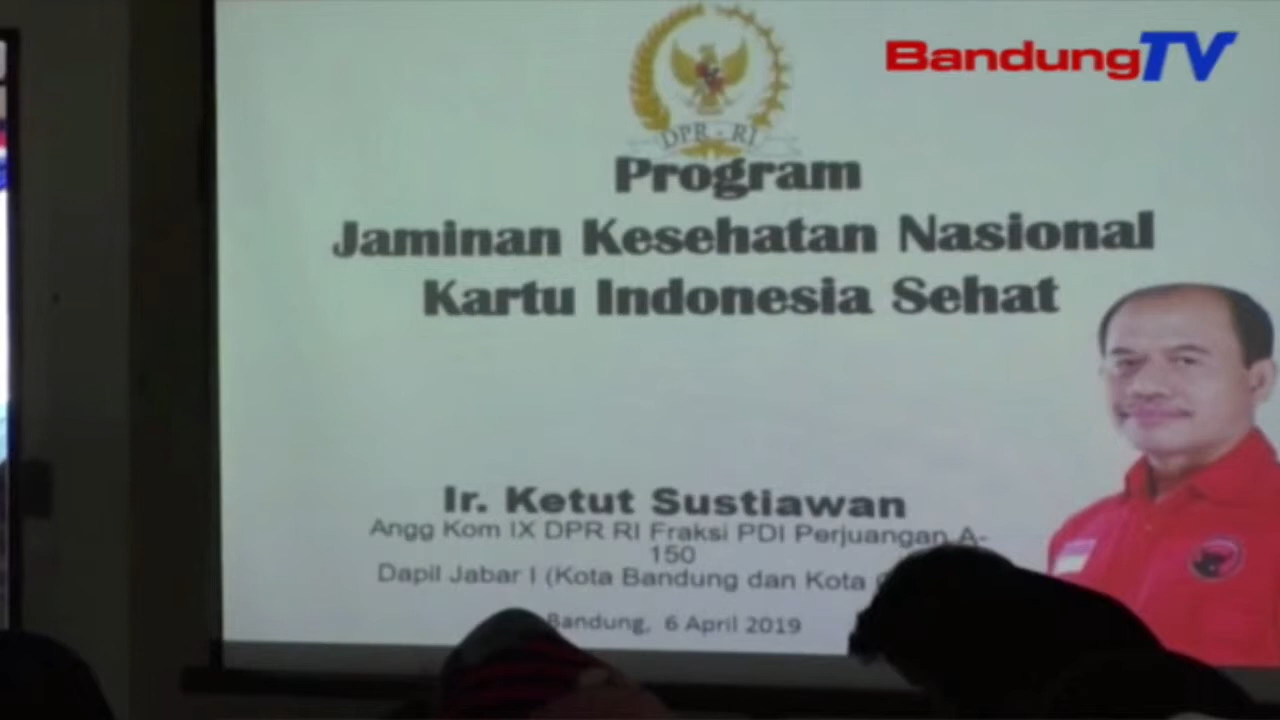 BandungTV
DPR - RI
Program
Jaminan Kesehatan Nasional
Kartu Indonesia Sehat
Ir. Ketut Sustiawan
Angg Kom IX DPR RI Fraksi PDI Perjuangan A-
150
Dapil Jabar I (Kota Bandung dan Kota
Bandung, 6 April 2019